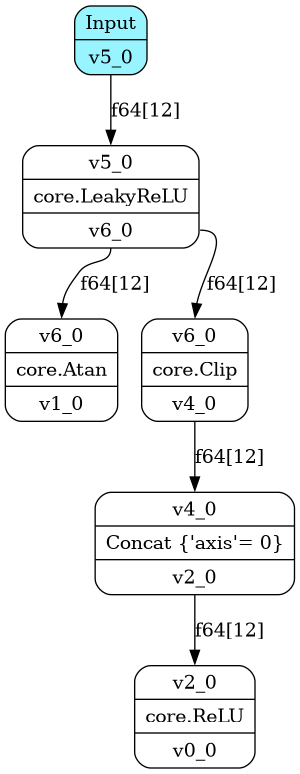 Input
v5_0
f64[12]
v5_0
core.LeakyReLU
v6_0
f64[12]
f64[12]
v6_0
core.Atan
v1_0
v6_0
core.Clip
v4_0
f64[12]
v4_0
Concat {'axis'= 0}
v2_0
f64[12]
v2_0
core.ReLU
v0_0